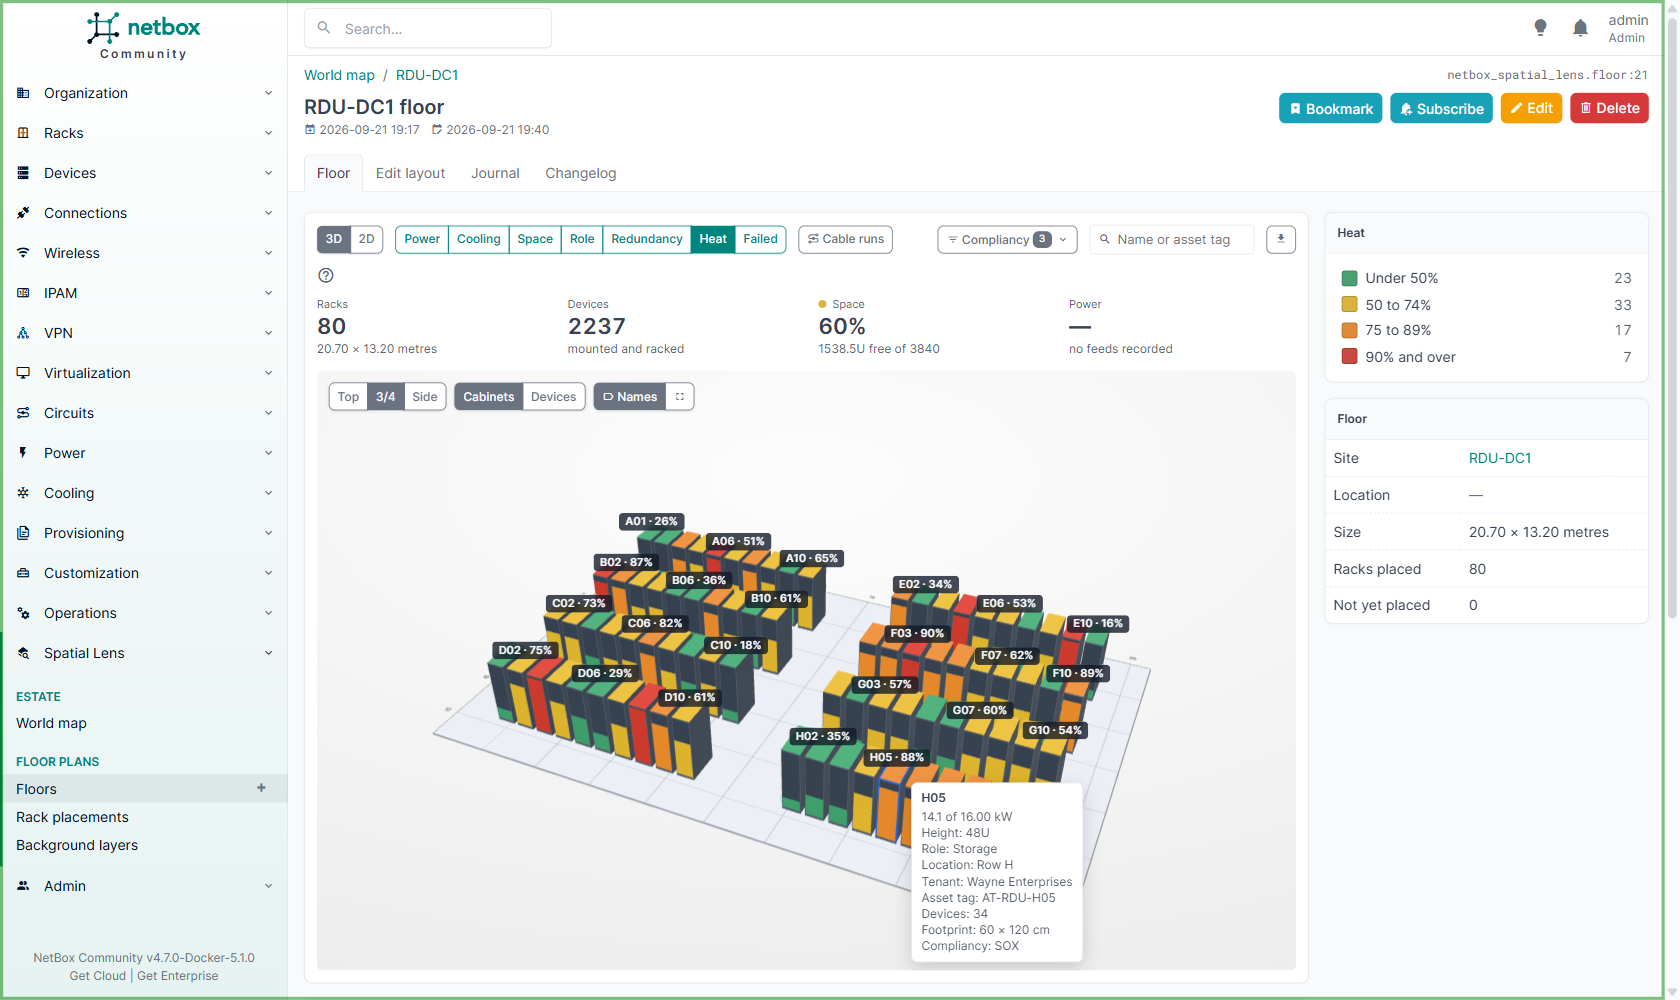 netbox
Community
Search...
admin
Admin
Organization
Racks
Devices
Connections
Wireless
IPAM
VPN
Virtualization
Circuits
Power
Cooling
Provisioning
Customization
Operations
Spatial Lens
ESTATE
World map
FLOOR PLANS
Floors
Rack placements
Background layers
Admin
NetBox Community v4.7.0-Docker-5.1.0
Get Cloud | Get Enterprise
World map / RDU-DC1
netbox_spatial_lens.floor:21
RDU-DC1 floor
2026-09-21 19:17 2026-09-21 19:40
Bookmark Subscribe Edit Delete
Floor Edit layout Journal Changelog
3D 2D Power Cooling Space Role Redundancy Heat Failed Cable runs Compliancy 3 Name or asset tag
Racks
80
20.70 × 13.20 metres
Devices
2237
mounted and racked
Space
60%
1538.5U free of 3840
Power
—
no feeds recorded
Top 3/4 Side Cabinets Devices Names
A01 · 26%
A06 · 51%
A10 · 65%
B02 · 87%
B06 · 36%
B10 · 61%
C02 · 73%
C06 · 82%
C10 · 18%
D02 · 75%
D06 · 29%
D10 · 61%
E02 · 34%
E06 · 53%
E10 · 16%
F03 · 90%
F07 · 62%
F10 · 89%
G03 · 57%
G07 · 60%
G10 · 54%
H02 · 35%
H05 · 88%
H05
14.1 of 16.00 kW
Height: 48U
Role: Storage
Location: Row H
Tenant: Wayne Enterprises
Asset tag: AT-RDU-H05
Devices: 34
Footprint: 60 × 120 cm
Compliancy: SOX
Heat
Under 50% 23
50 to 74% 33
75 to 89% 17
90% and over 7
Floor
Site RDU-DC1
Location —
Size 20.70 × 13.20 metres
Racks placed 80
Not yet placed 0